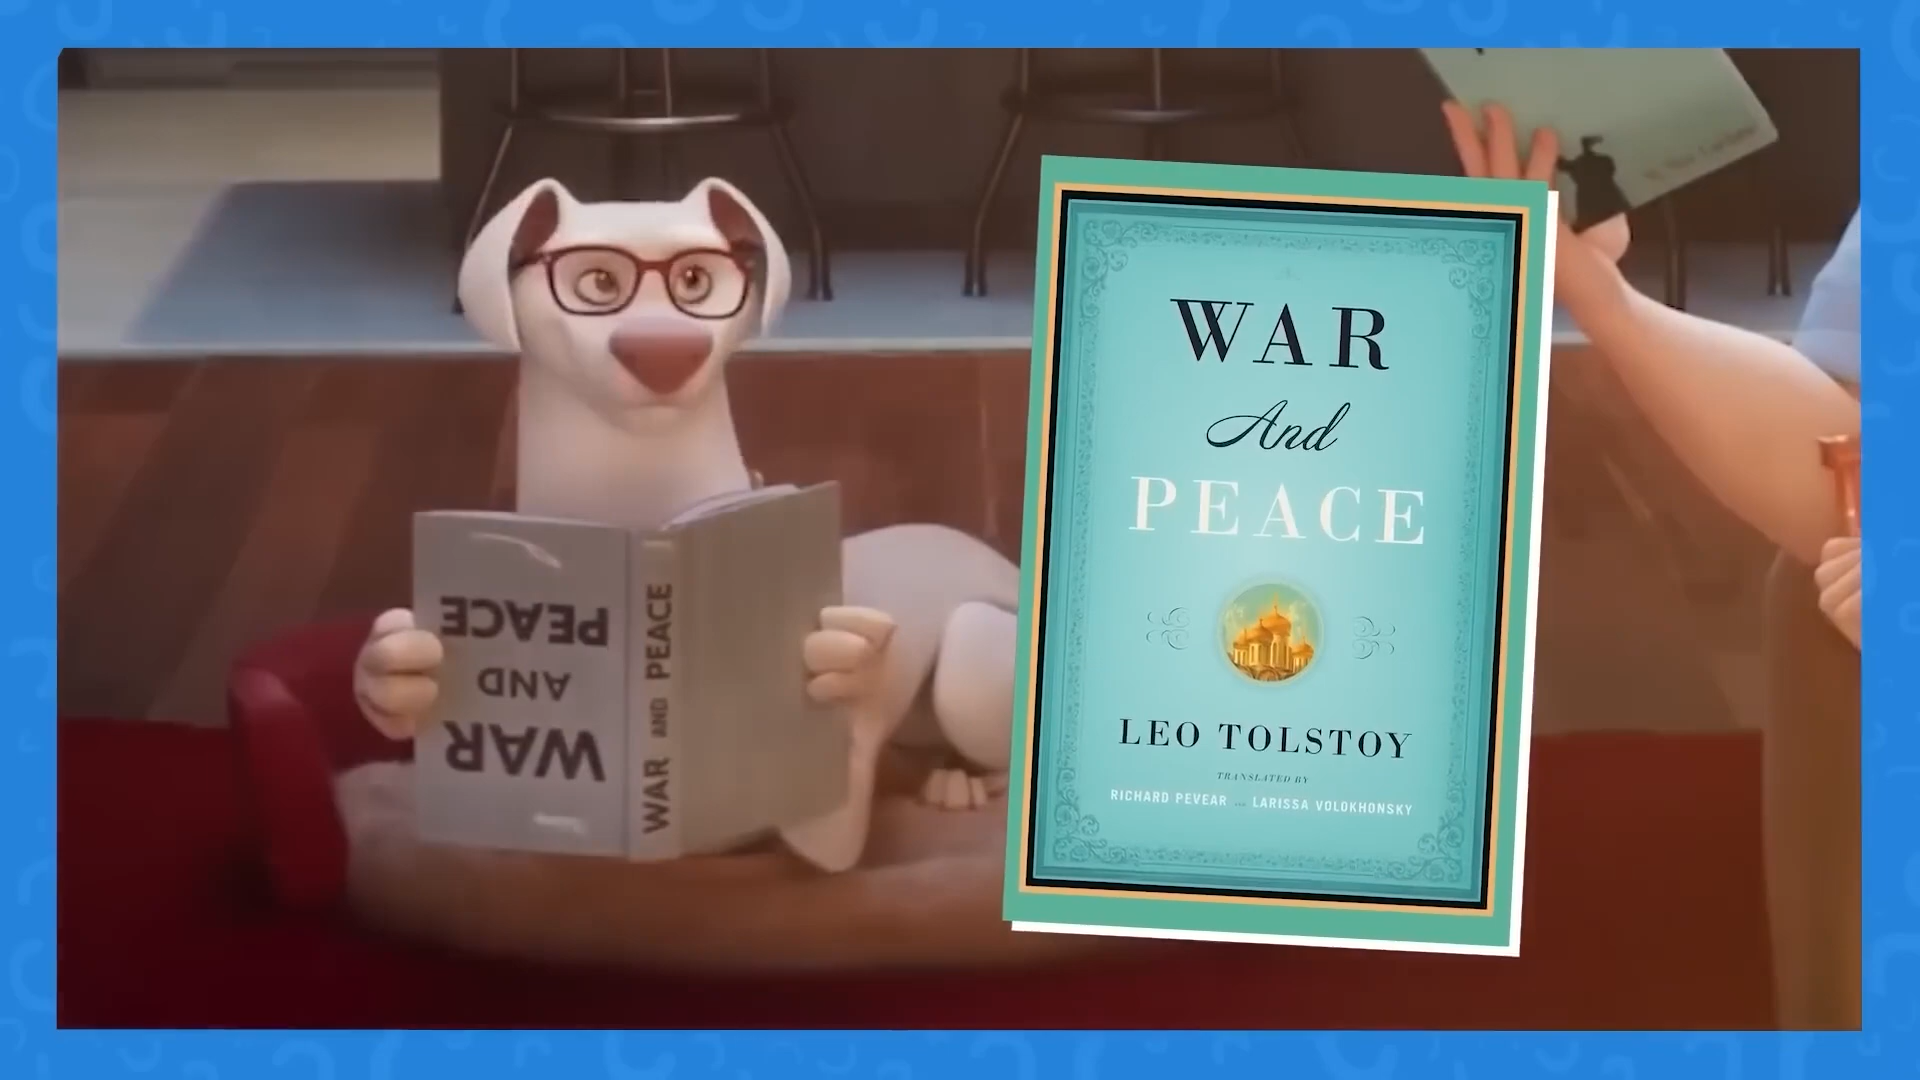 WAR
AND
PEACE
WAR AND PEACE
WAR
And
PEACE
LEO TOLSTOY
TRANSLATED BY
RICHARD PEVEAR
LARISSA VOLOKHONSKY